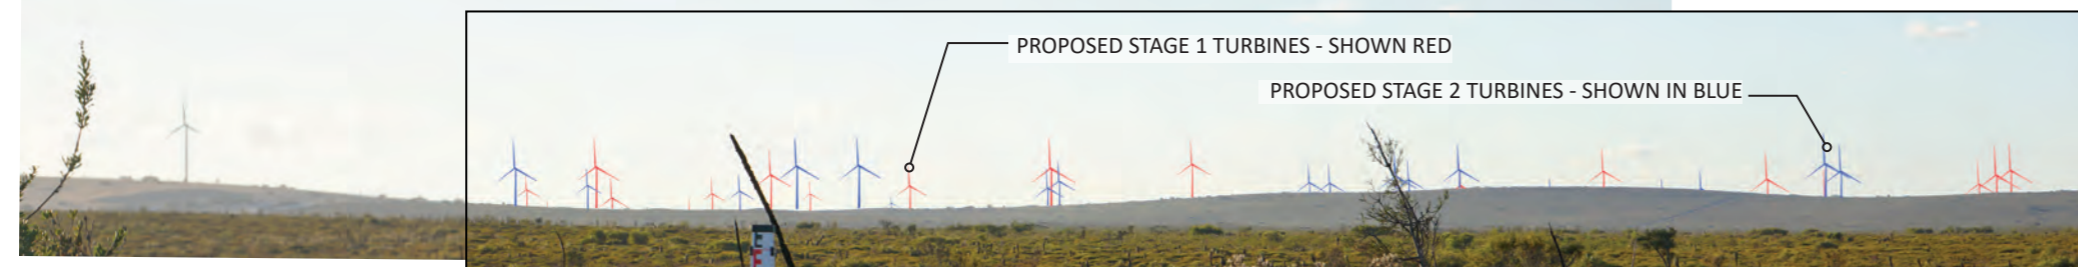 PROPOSED STAGE 1 TURBINES - SHOWN RED
PROPOSED STAGE 2 TURBINES - SHOWN IN BLUE
E